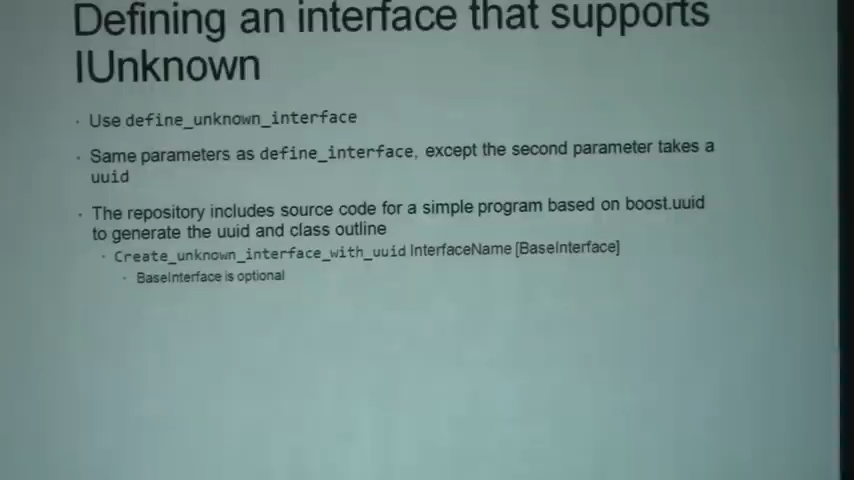 Defining an interface that supports
IUnknown
· Use define_unknown_interface
· Same parameters as define_interface, except the second parameter takes a
uuid
· The repository includes source code for a simple program based on boost.uuid
to generate the uuid and class outline
· Create_unknown_interface_with_uuid InterfaceName [BaseInterface]
· BaseInterface is optional